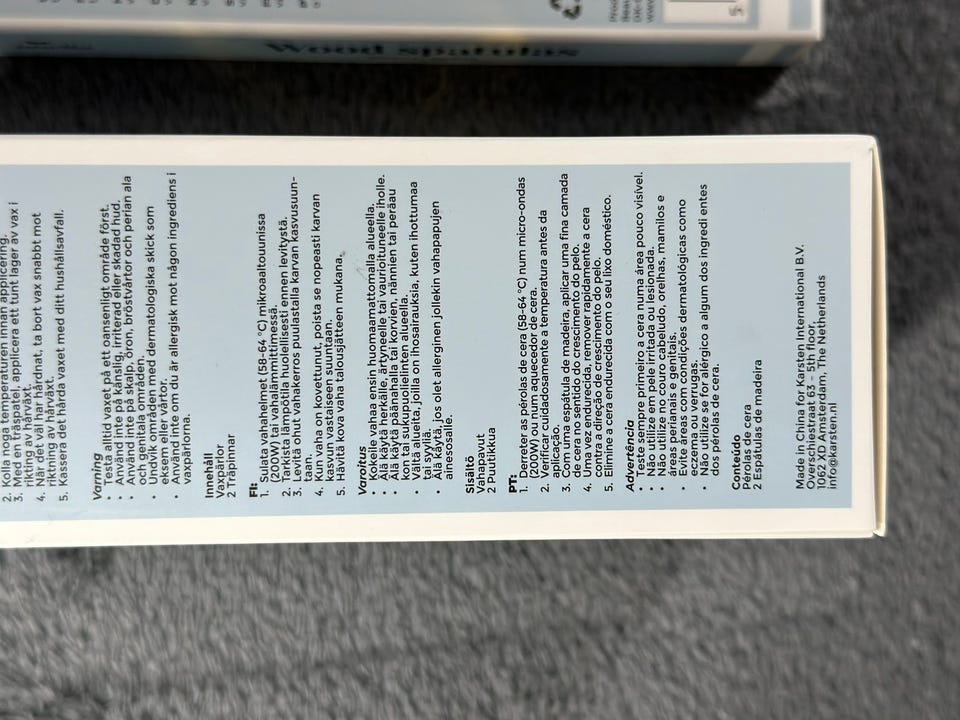 Wood spatulas
2. Kolla noga temperaturen innan applicering.
3. Med en träspatel, applicera ett tunt lager av vax i
riktning av hårväxt.
4. När det väl har hårdnat, ta bort vax snabbt mot
riktning av hårväxt.
5. Kassera det hårda vaxet med ditt hushållsavfall.
Varning
• Testa alltid vaxet på ett oansenligt område först.
• Använd inte på känslig, irriterad eller skadad hud.
• Använd inte på skalp, öron, bröstvårtor och perian ala
och genitala områden.
• Undvik områden med dermatologiska skick som
eksem eller vårtor.
• Använd inte om du är allergisk mot någon ingrediens i
vaxpärlorna.
Innehåll
Vaxpärlor
2 Träpinnar
FI:
1. Sulata vahahelmet (58-64 °C) mikroaaltouunissa
(200W) tai vahalämmittimessä.
2. Tarkista lämpötila huolellisesti ennen levitystä.
3. Levitä ohut vahakerros puulastalla karvan kasvusuun-
taan.
4. Kun vaha on kovettunut, poista se nopeasti karvan
kasvun vastaiseen suuntan.
5. Hävitä kova vaha talousjätteen mukana.
Varoitus
• Kokeile vahaa ensin huomaamattomalla alueella.
• Älä käytä herkälle, ärtyneelle tai vaurioituneelle iholle.
• Älä käytä päänahalla tai korvien, nännien tai peräau
kon tai sukupuolielinten alueella.
• Vältä alueita, joilla on ihosairauksia, kuten ihottumaa
tai syyliä.
• Älä käytä, jos olet allerginen jollekin vahapapujen
ainesosalle.
Sisältö
Vahapavut
2 Puutikkua
PT:
1. Derreter as pérolas de cera (58-64 °C) num micro-ondas
(200W) ou num aquecedor de cera.
2. Verificar cuidadosamente a temperatura antes da
aplicação.
3. Com uma espátula de madeira, aplicar uma fina camada
de cera no sentido do crescimento do pelo.
4. Uma vez endurecida, remover rapidamente a cera
contra a direção de crescimento do pelo.
5. Elimine a cera endurecida com o seu lixo doméstico.
Advertência
• Teste sempre primeiro a cera numa área pouco visível.
• Não utilize em pele irritada ou lesionada.
• Não utilize em couro cabeludo, orelhas, mamilos e
áreas perianais e genitais.
• Evite áreas com condições dermatológicas como
eczema ou verrugas.
• Não utilize se for alérgico a algum dos ingredi entes
dos pérolas de cera.
Conteúdo
Pérolas de cera
2 Espátulas de madeira
Made in China for Karsten International B.V.
Overschiestraat 63 - 5th floor,
1062 XD Amsterdam, The Netherlands
info@karsten.nl